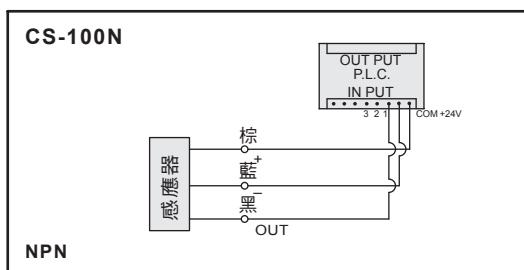 CS-100N
OUT PUT
P.L.C.
IN PUT
3 2 1 COM +24V
棕
+
藍
感應器
−
黑
OUT
NPN